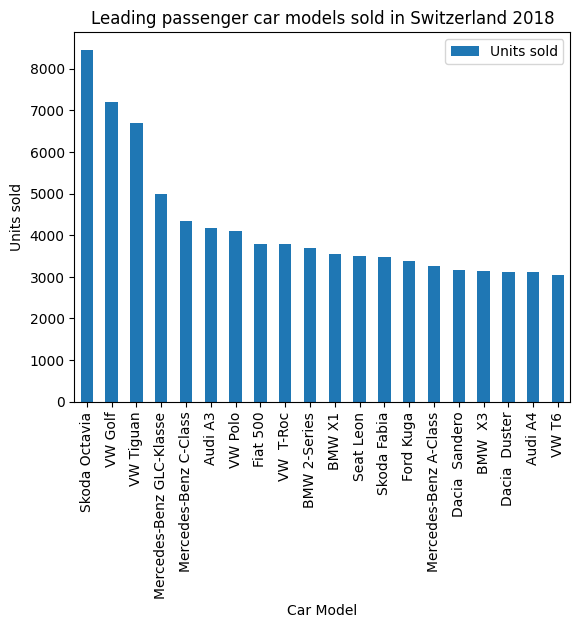 Leading passenger car models sold in Switzerland 2018
Units sold
Units sold
8000
7000
6000
5000
4000
3000
2000
1000
0
Skoda Octavia
VW Golf
VW Tiguan
Mercedes-Benz GLC-Klasse
Mercedes-Benz C-Class
Audi A3
VW Polo
Fiat 500
VW  T-Roc
BMW 2-Series
BMW X1
Seat Leon
Skoda Fabia
Ford Kuga
Mercedes-Benz A-Class
Dacia  Sandero
BMW  X3
Dacia  Duster
Audi A4
VW T6
Car Model